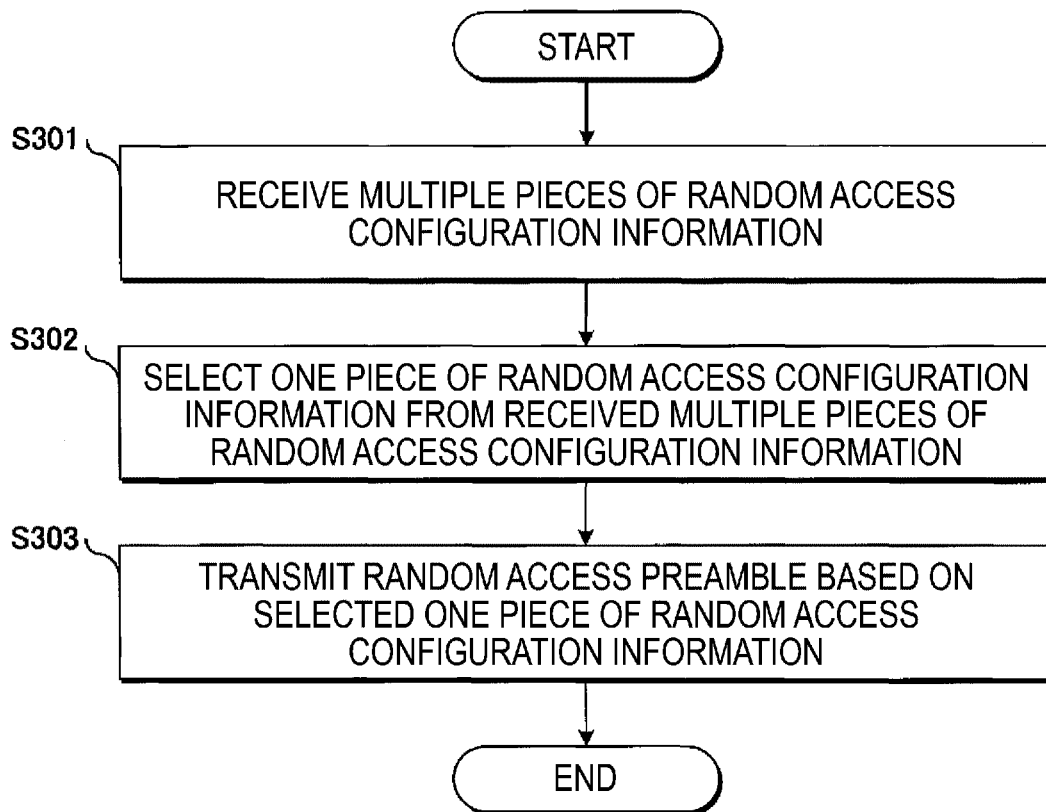 START
S301
RECEIVE MULTIPLE PIECES OF RANDOM ACCESS
CONFIGURATION INFORMATION
S302
SELECT ONE PIECE OF RANDOM ACCESS CONFIGURATION
INFORMATION FROM RECEIVED MULTIPLE PIECES OF
RANDOM ACCESS CONFIGURATION INFORMATION
S303
TRANSMIT RANDOM ACCESS PREAMBLE BASED ON
SELECTED ONE PIECE OF RANDOM ACCESS
CONFIGURATION INFORMATION
END